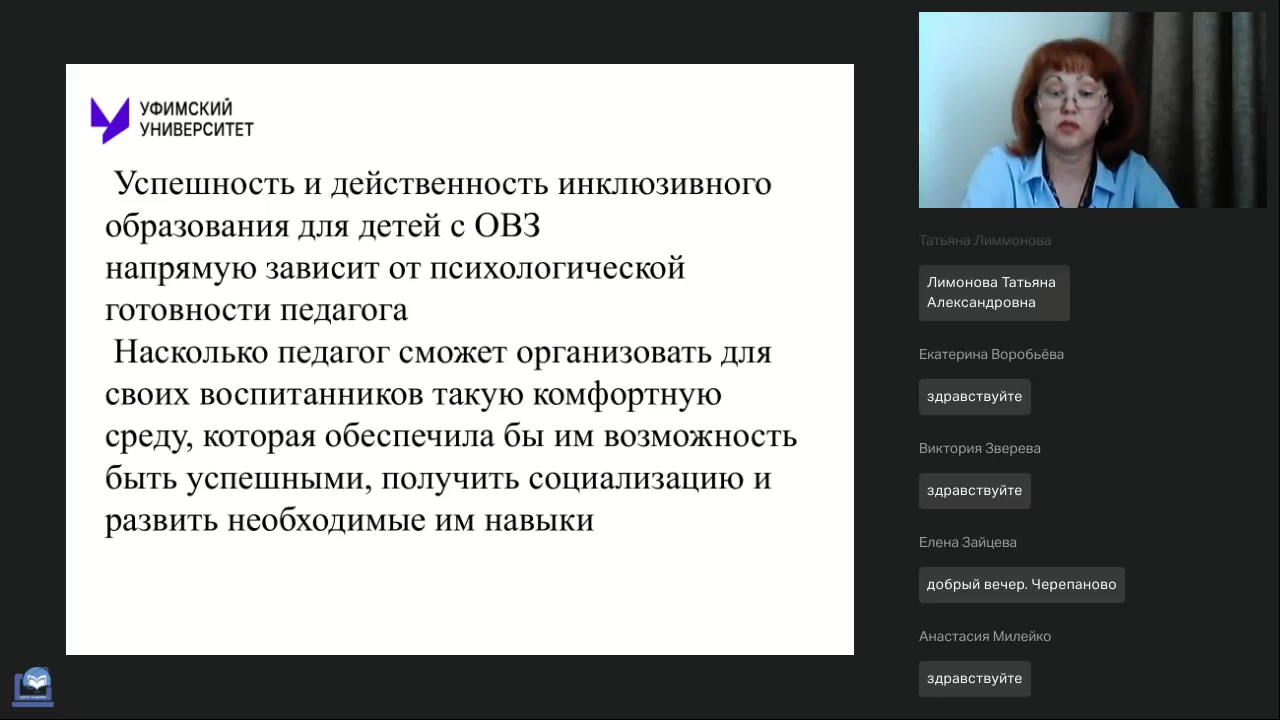 УФИМСКИЙ
УНИВЕРСИТЕТ
Успешность и действенность инклюзивного
образования для детей с ОВЗ
напрямую зависит от психологической
готовности педагога
Насколько педагог сможет организовать для
своих воспитанников такую комфортную
среду, которая обеспечила бы им возможность
быть успешными, получить социализацию и
развить необходимые им навыки
Татьяна Лиммонова
Лимонова Татьяна
Александровна
Екатерина Воробьёва
здравствуйте
Виктория Зверева
здравствуйте
Елена Зайцева
добрый вечер. Черепаново
Анастасия Милейко
здравствуйте